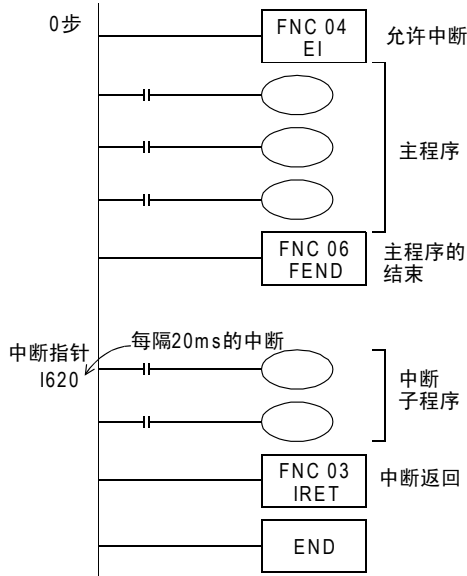 0步
FNC 04
EI
允许中断
主程序
FNC 06
FEND
主程序的
结束
中断指针
I620
每隔20ms的中断
中断
子程序
FNC 03
IRET
中断返回
END